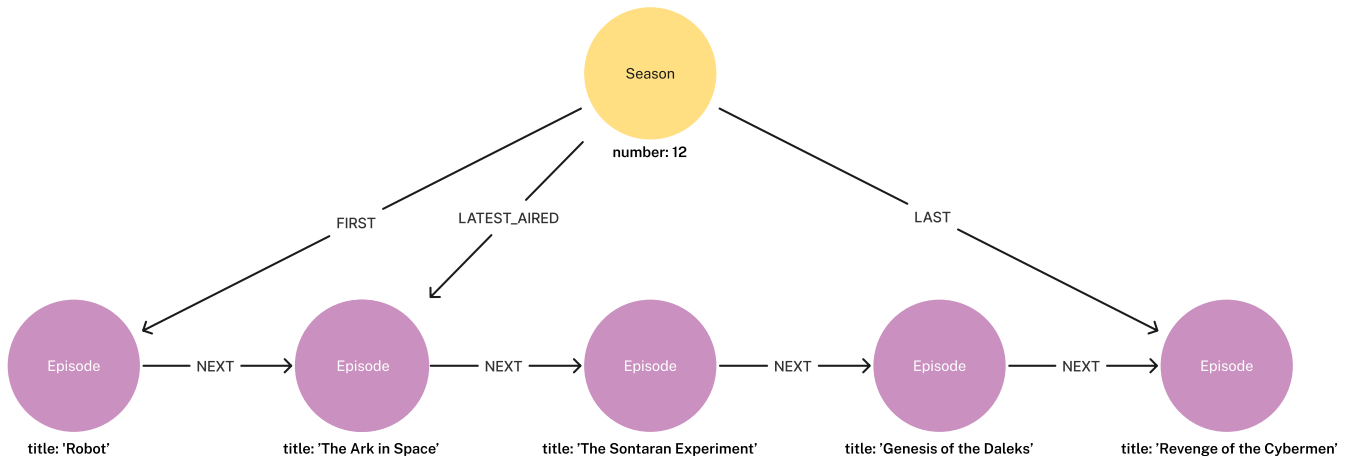 Season
number: 12
FIRST
LATEST_AIRED
LAST
Episode
NEXT
Episode
NEXT
Episode
NEXT
Episode
NEXT
Episode
title: 'Robot’
title: ’The Ark in Space’
title: ’The Sontaran Experiment’
title: ’Genesis of the Daleks’
title: ’Revenge of the Cybermen’